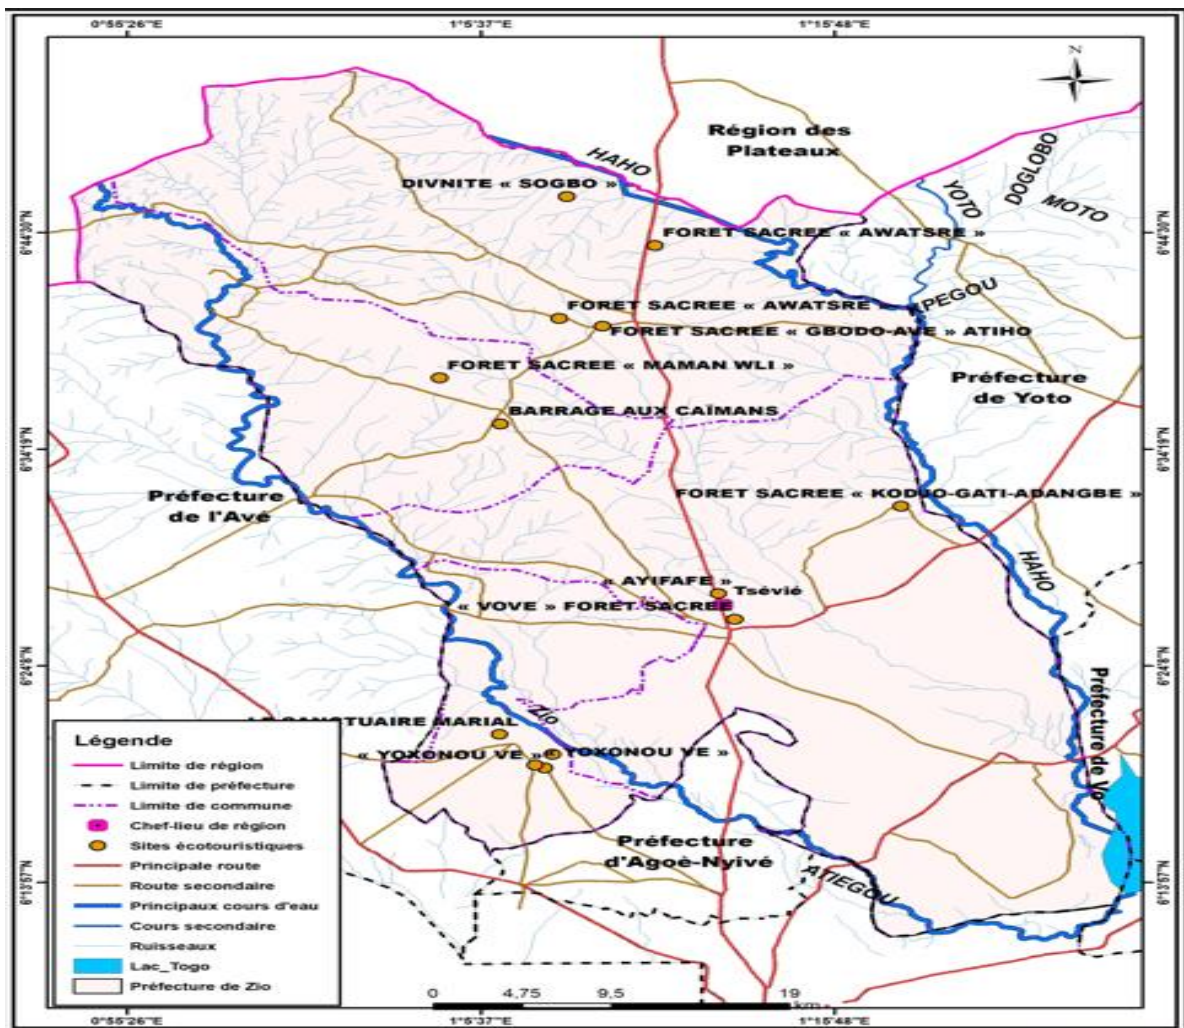 0°55'26"E 1°5'37"E 1°15'48"E
N
Région des
Plateaux
HAHO
DIVNITE « SOGBO »
YOTO
DOGLOBO
MOTO
6°44'00"N 6°44'00"N
FORET SACREE « AWATSRE »
FORET SACREE « AWATSRE
KPEGOU
FORET SACREE « GBODO-AVE » ATIHO
FORET SACREE « MAMAN WLI »
Préfecture
de Yoto
BARRAGE AUX CAÏMANS
6°34'19"N 6°34'19"N
Préfecture
de l'Avé
FORET SACREE « KODJO-GATI-ADANGBE »
HAHO
« AYIFAFE »
Tsévié
« VOVE » FORET SACREE
6°24'8"N 6°24'8"N
Préfecture de Vo
Zio
SANCTUAIRE MARIAL
« YOXONOU VE »
YOXONOU VE »
Préfecture
d'Agoè-Nyivé
ATIEGOU
6°13'57"N 6°13'57"N
Légende
Limite de région
Limite de préfecture
Limite de commune
Chef-lieu de région
Sites écotouristiques
Principale route
Route secondaire
Principaux cours d'eau
Cours secondaire
Ruisseaux
Lac_Togo
Préfecture de Zio
0 4,75 9,5 19
km
0°55'26"E 1°5'37"E 1°15'48"E